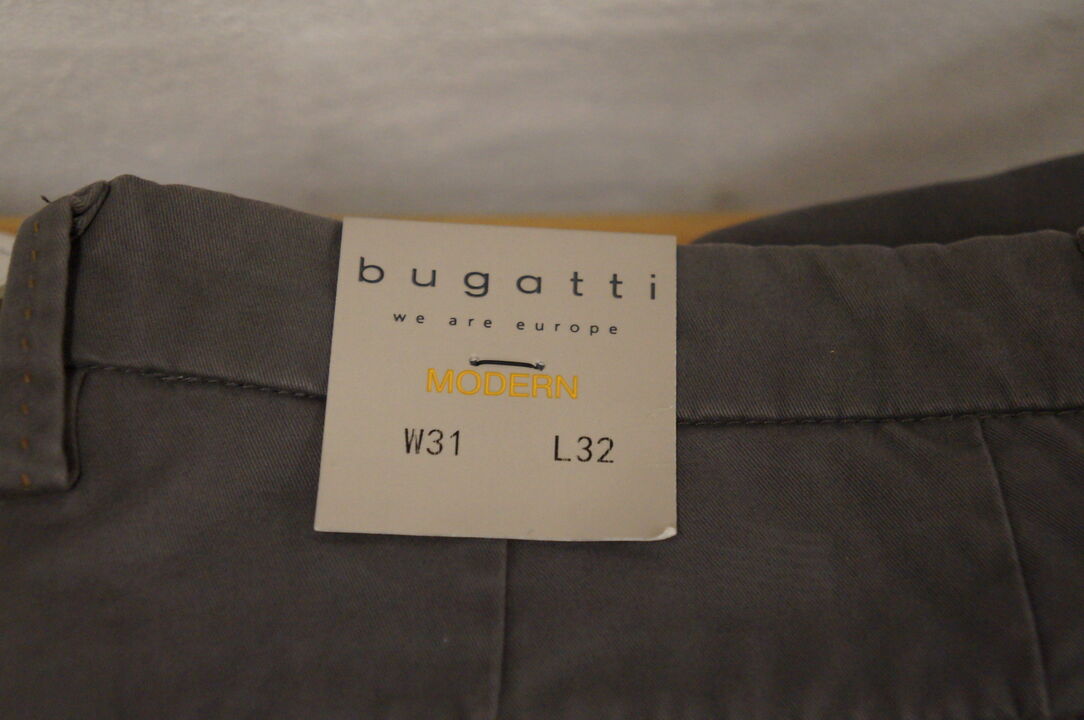 bugatti
we are europe
MODERN
W31 L32